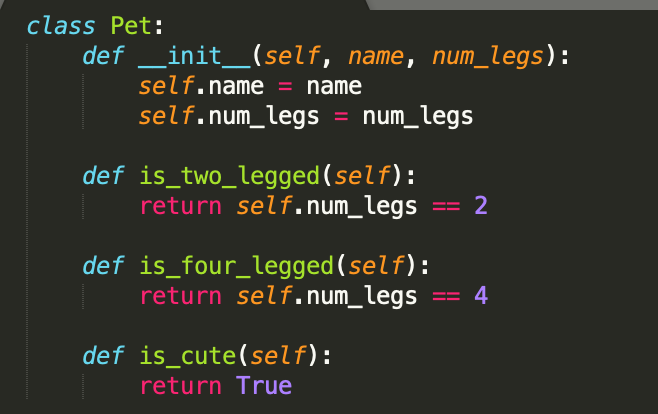 class Pet:
    def __init__(self, name, num_legs):
        self.name = name
        self.num_legs = num_legs

    def is_two_legged(self):
        return self.num_legs == 2

    def is_four_legged(self):
        return self.num_legs == 4

    def is_cute(self):
        return True